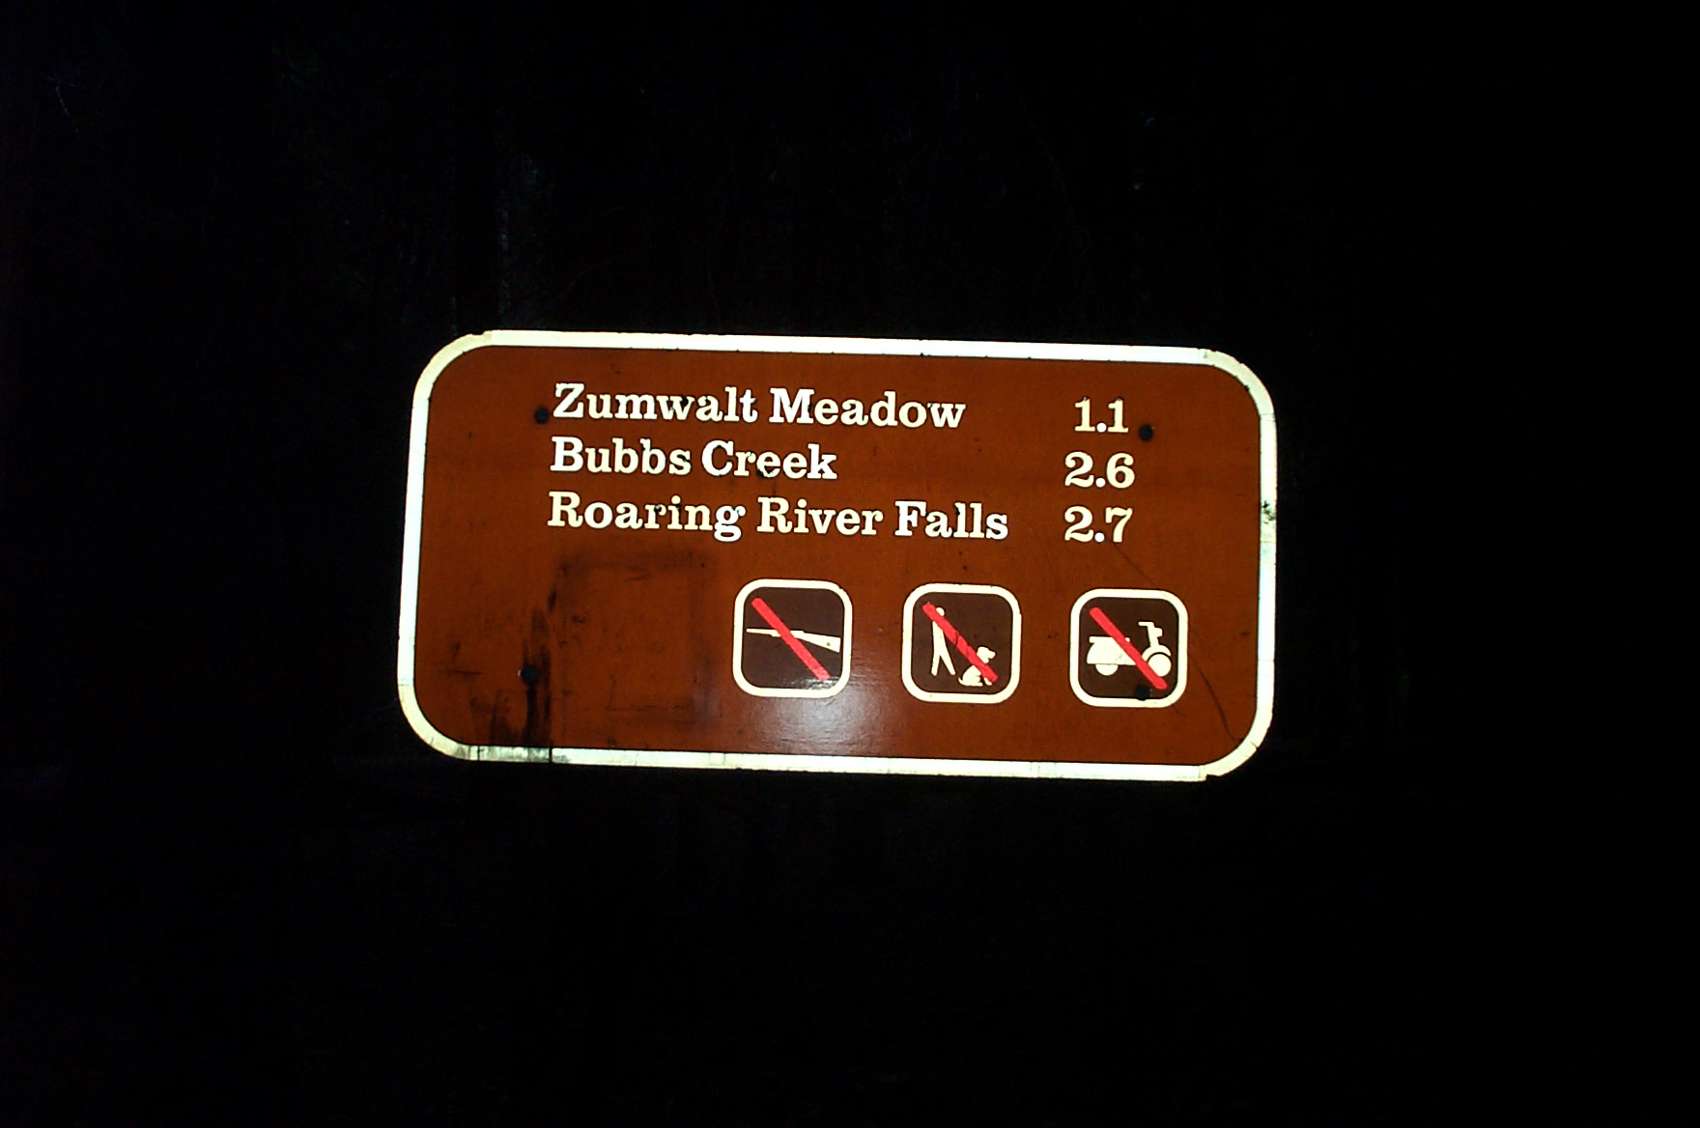 Zumwalt Meadow 1.1
Bubbs Creek 2.6
Roaring River Falls 2.7